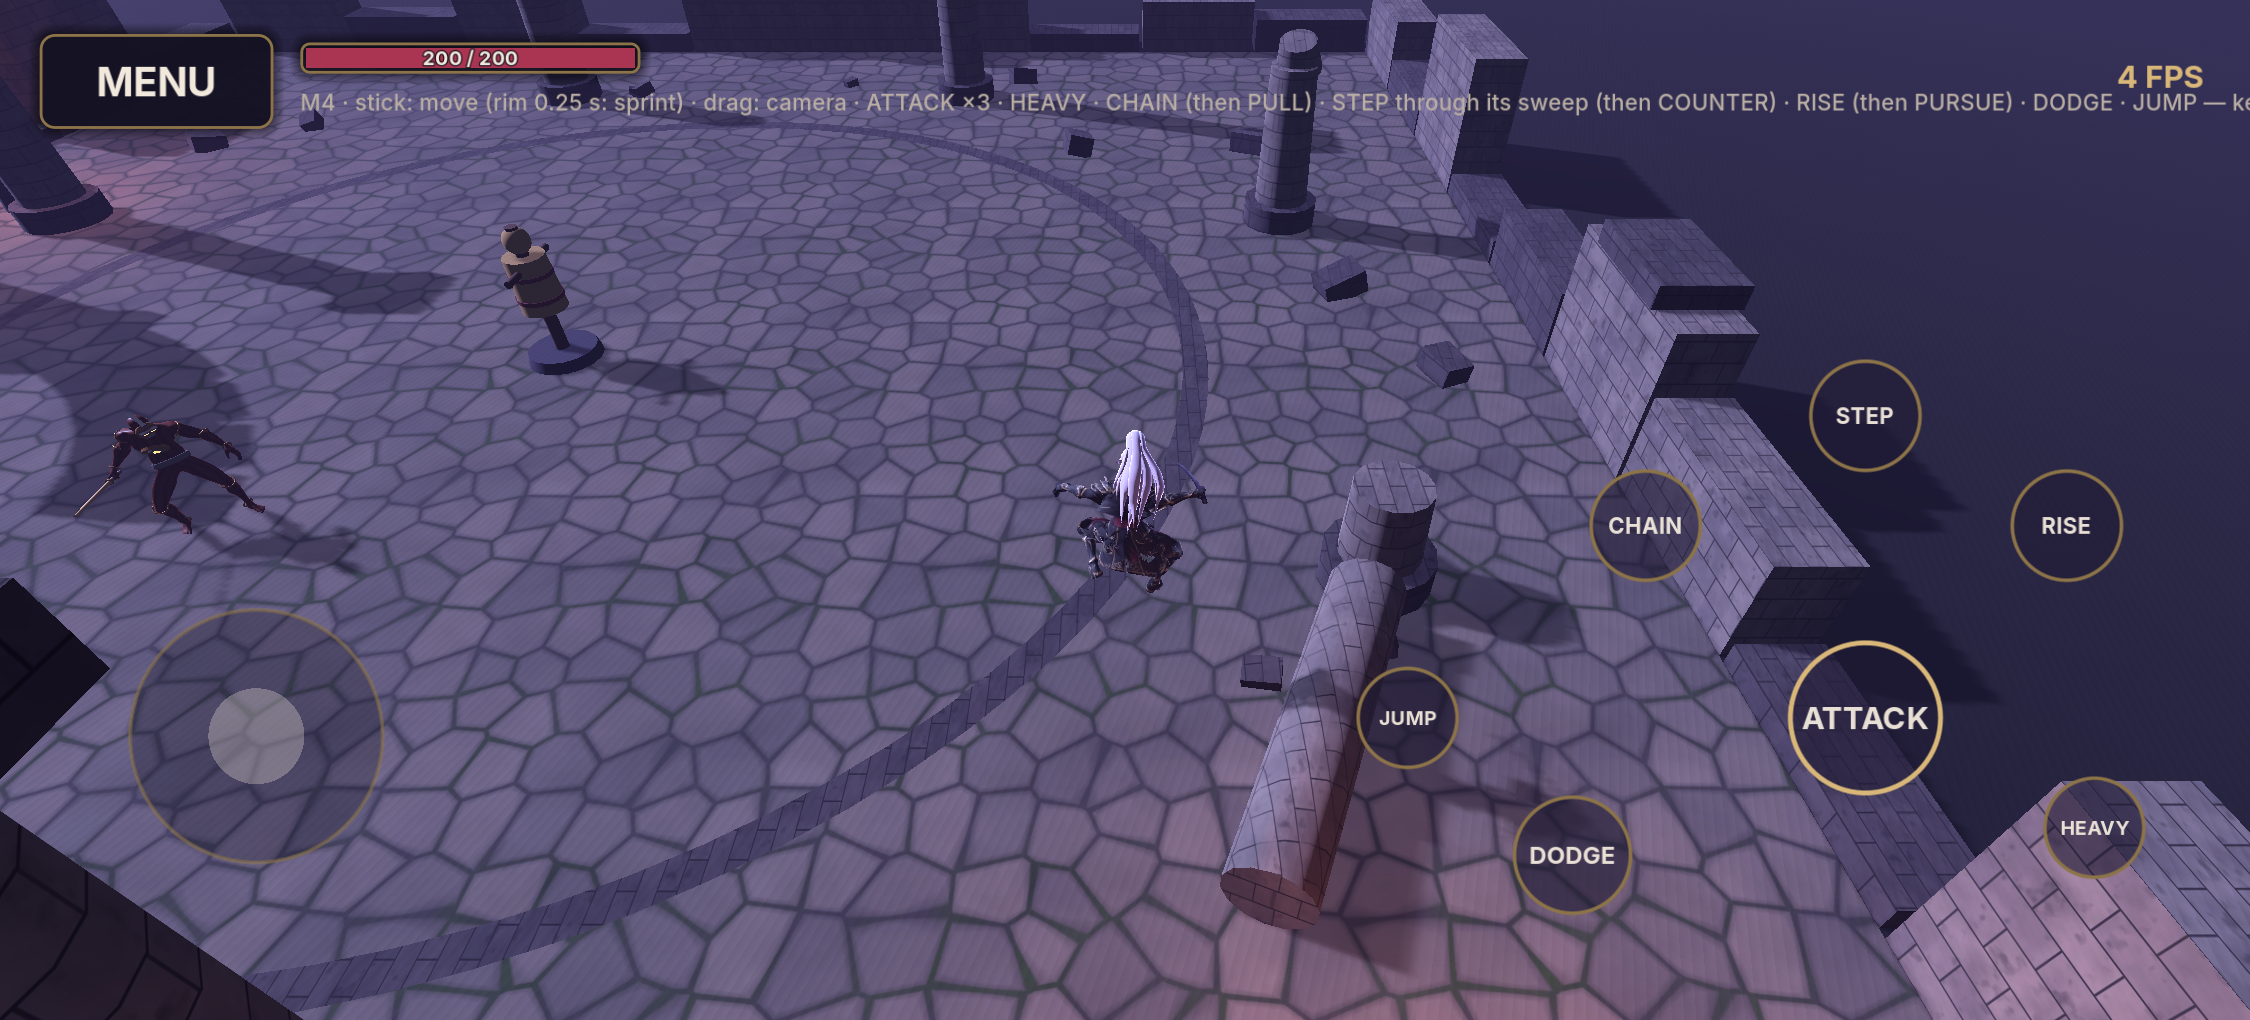 MENU
200 / 200
4 FPS
M4 · stick: move (rim 0.25 s: sprint) · drag: camera · ATTACK ×3 · HEAVY · CHAIN (then PULL) · STEP through its sweep (then COUNTER) · RISE (then PURSUE) · DODGE · JUMP — ke
STEP
CHAIN
RISE
JUMP
ATTACK
HEAVY
DODGE